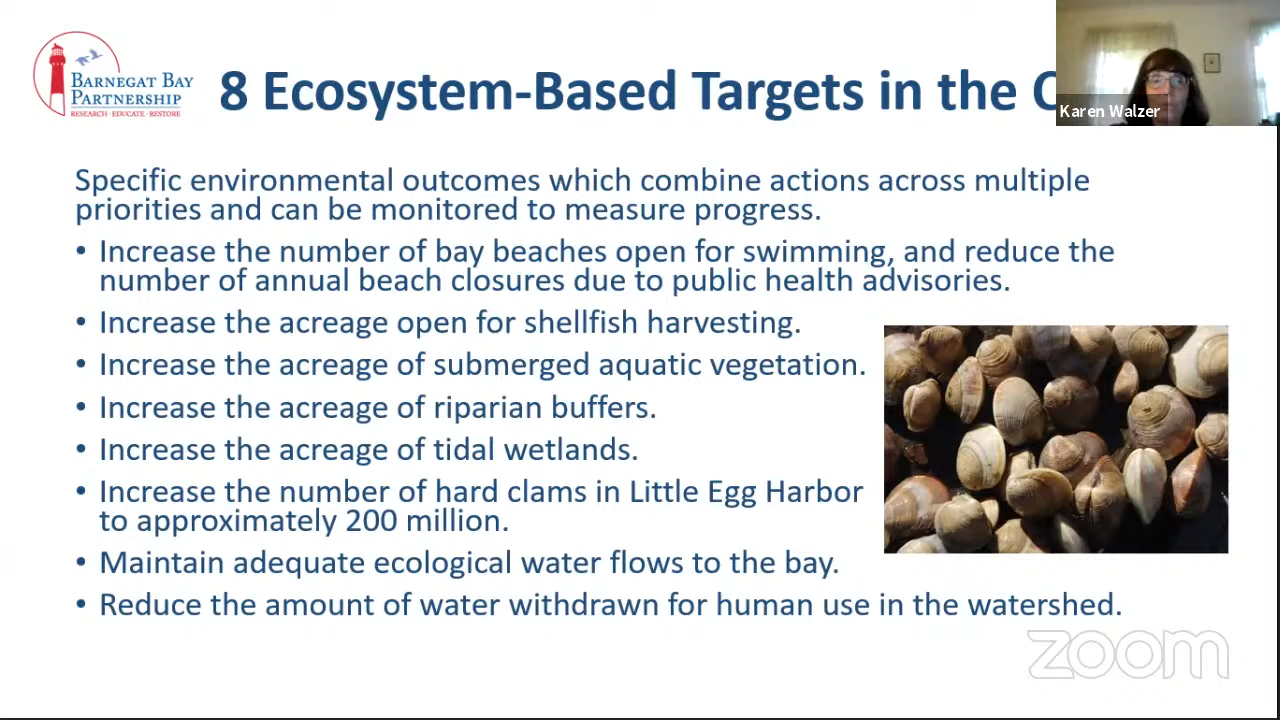 BARNEGAT BAY
PARTNERSHIP
RESEARCH · EDUCATE · RESTORE
8 Ecosystem-Based Targets in the
Karen Walzer
Specific environmental outcomes which combine actions across multiple
priorities and can be monitored to measure progress.
• Increase the number of bay beaches open for swimming, and reduce the
number of annual beach closures due to public health advisories.
• Increase the acreage open for shellfish harvesting.
• Increase the acreage of submerged aquatic vegetation.
• Increase the acreage of riparian buffers.
• Increase the acreage of tidal wetlands.
• Increase the number of hard clams in Little Egg Harbor
to approximately 200 million.
• Maintain adequate ecological water flows to the bay.
• Reduce the amount of water withdrawn for human use in the watershed.
zoom